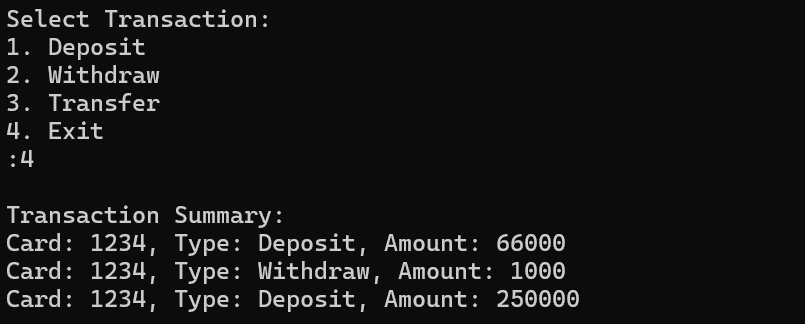 Select Transaction:
1. Deposit
2. Withdraw
3. Transfer
4. Exit
:4
Transaction Summary:
Card: 1234, Type: Deposit, Amount: 66000
Card: 1234, Type: Withdraw, Amount: 1000
Card: 1234, Type: Deposit, Amount: 250000